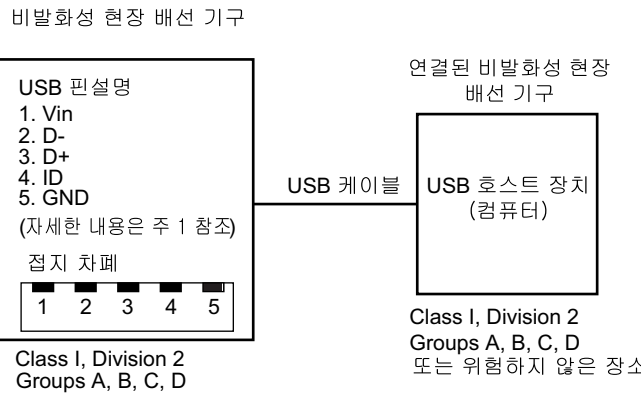 비발화성 현장 배선 기구
USB 핀설명
1. Vin
2. D-
3. D+
4. ID
5. GND
(자세한 내용은 주 1 참조)
접지 차폐
1 2 3 4 5
Class I, Division 2
Groups A, B, C, D
USB 케이블
연결된 비발화성 현장
배선 기구
USB 호스트 장치
(컴퓨터)
Class I, Division 2
Groups A, B, C, D
또는 위험하지 않은 장소